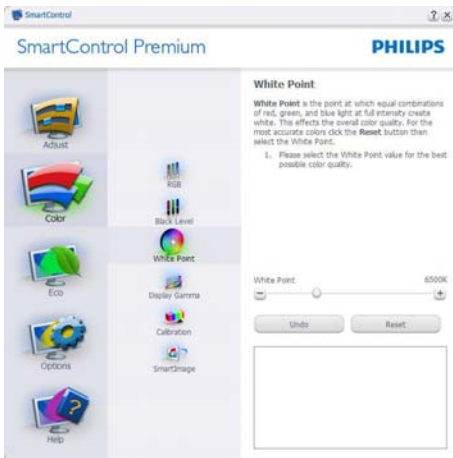 SmartControl
SmartControl Premium
PHILIPS
Adjust
Color
Eco
Options
Help
RGB
Black Level
White Point
Display Gamma
Calibration
SmartImage
White Point
White Point is the point at which equal combinations
of red, green, and blue light at full intensity create
white. This effects the overall color quality. For the
most accurate colors click the Reset button then
select the White Point.
1. Please select the White Point value for the best
possible color quality.
White Point 6500K
Undo Reset